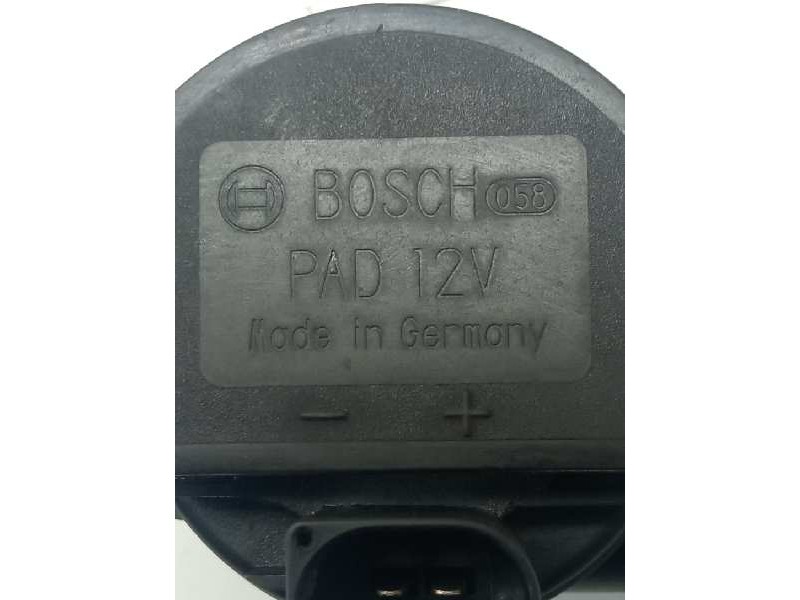 BOSCH 058
PAD 12V
Made in Germany
- +